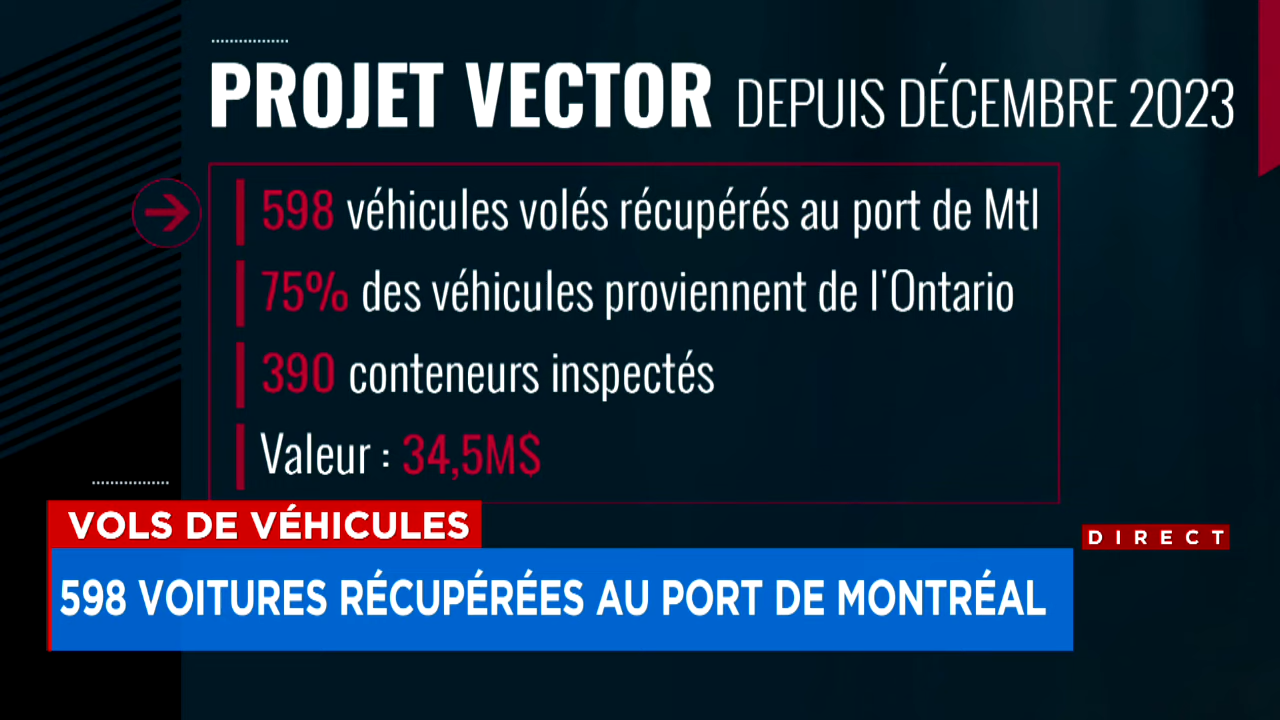 PROJET VECTOR DEPUIS DÉCEMBRE 2023
598 véhicules volés récupérés au port de Mtl
75% des véhicules proviennent de l'Ontario
390 conteneurs inspectés
Valeur : 34,5M$
VOLS DE VÉHICULES
DIRECT
598 VOITURES RÉCUPÉRÉES AU PORT DE MONTRÉAL